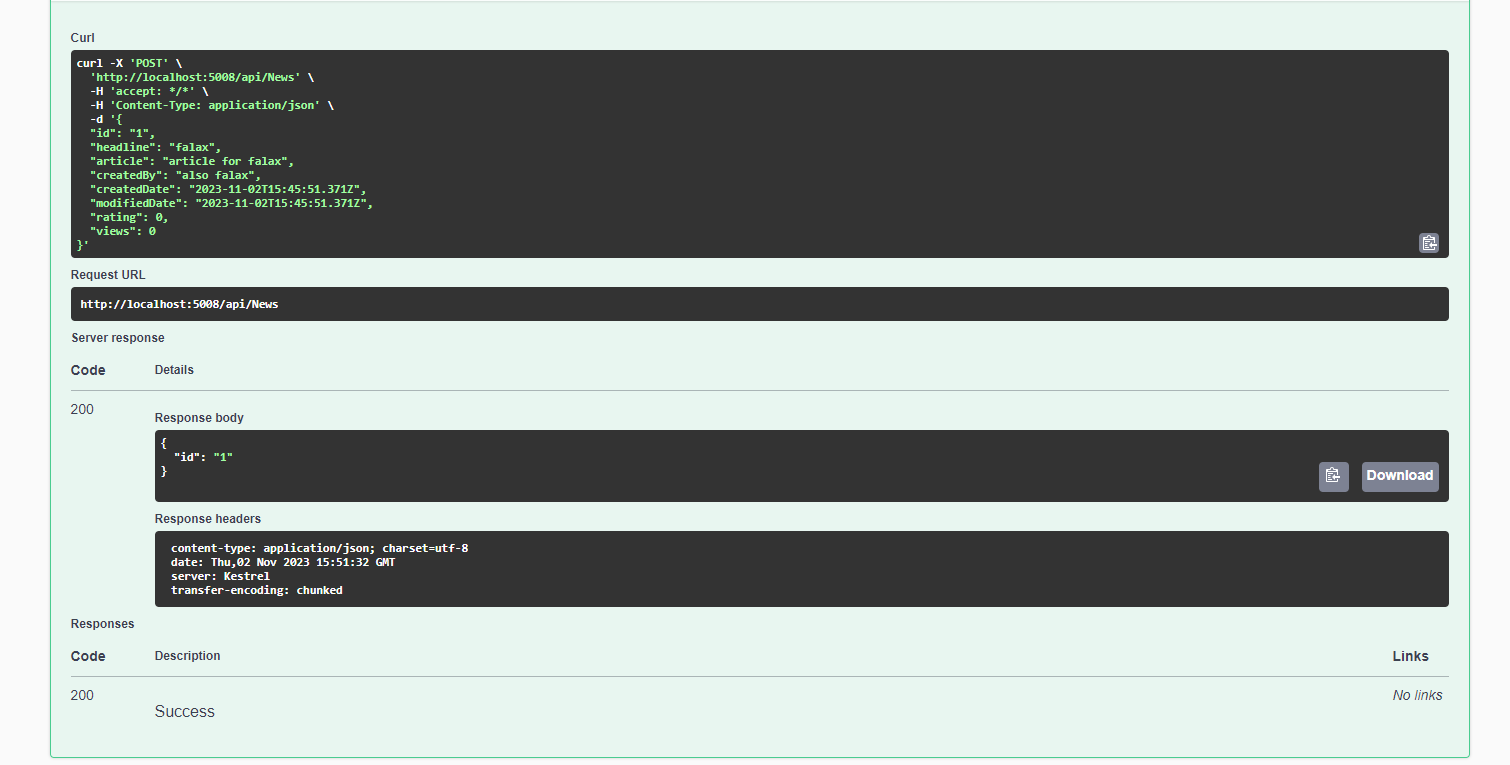 Curl
curl -X 'POST' \
'http://localhost:5008/api/News' \
-H 'accept: */*' \
-H 'Content-Type: application/json' \
-d '{
"id": "1",
"headline": "falax",
"article": "article for falax",
"createdBy": "also falax",
"createdDate": "2023-11-02T15:45:51.371Z",
"modifiedDate": "2023-11-02T15:45:51.371Z",
"rating": 0,
"views": 0
}'
Request URL
http://localhost:5008/api/News
Server response
Code Details
200
Response body
{
"id": "1"
}
Download
Response headers
content-type: application/json; charset=utf-8
date: Thu,02 Nov 2023 15:51:32 GMT
server: Kestrel
transfer-encoding: chunked
Responses
Code Description Links
200 No links
Success